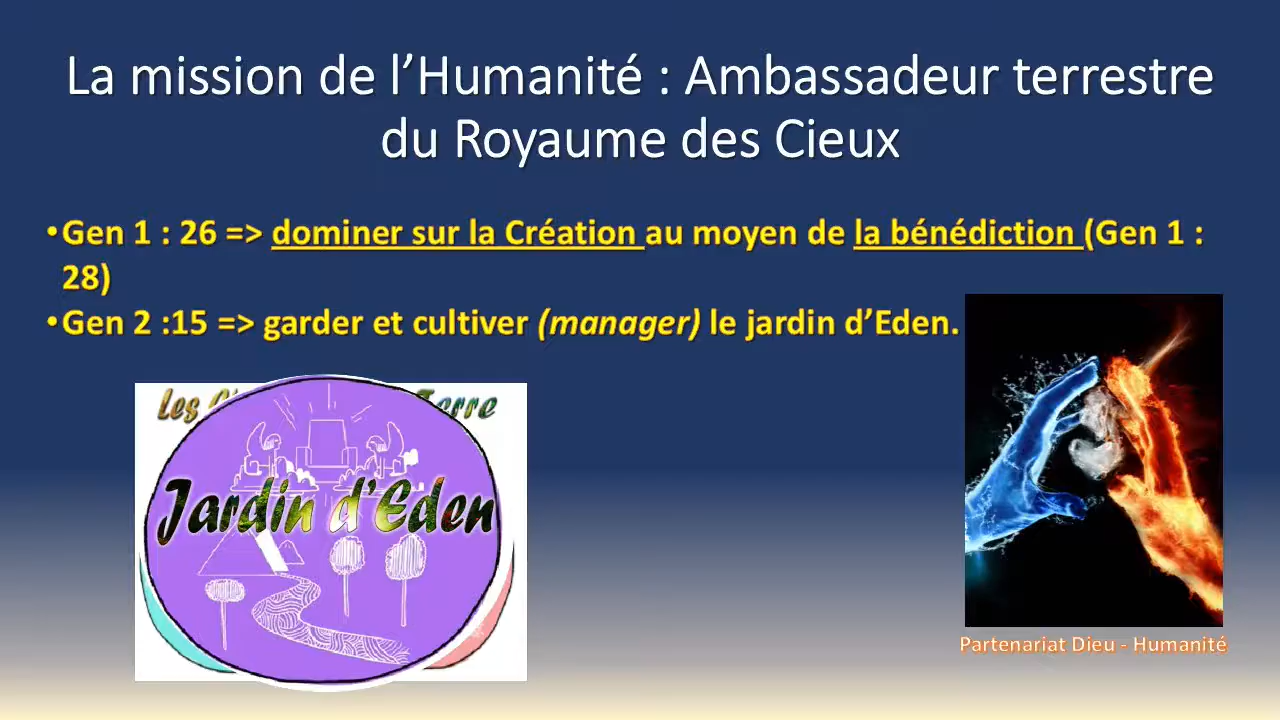 La mission de l’Humanité : Ambassadeur terrestre
du Royaume des Cieux
•Gen 1 : 26 => dominer sur la Création au moyen de la bénédiction (Gen 1 :
28)
•Gen 2 :15 => garder et cultiver (manager) le jardin d’Eden.
Les Terre
Jardin d’Eden
Partenariat Dieu - Humanité